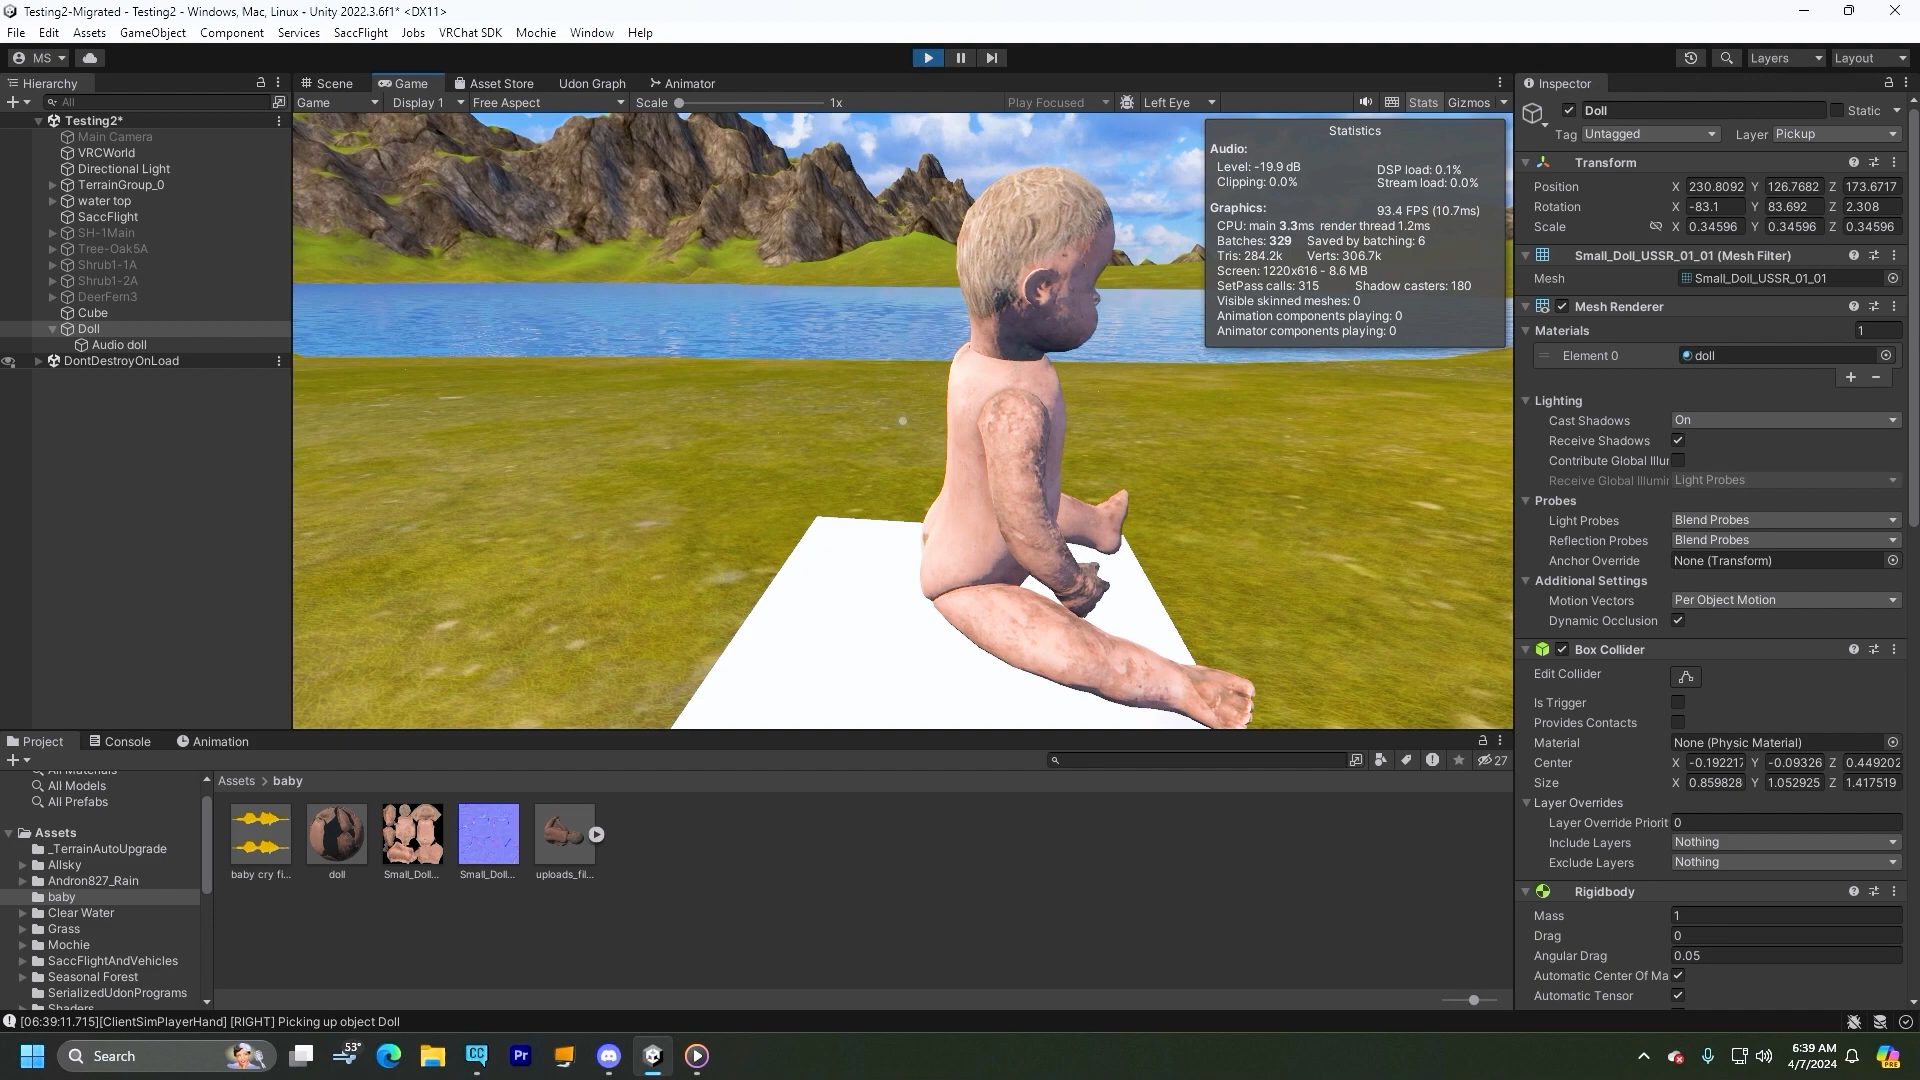 Testing2-Migrated - Testing2 - Windows, Mac, Linux - Unity 2022.3.6f1* <DX11>
File Edit Assets GameObject Component Services SaccFlight Jobs VRChat SDK Mochie Window Help
MS
Layers Layout
Hierarchy
All
Testing2*
Main Camera
VRCWorld
Directional Light
TerrainGroup_0
water top
SaccFlight
SH-1Main
Tree-Oak5A
Shrub1-1A
Shrub1-2A
DeerFern3
Cube
Doll
Audio doll
DontDestroyOnLoad
Scene Game Asset Store Udon Graph Animator
Game Display 1 Free Aspect Scale 1x Play Focused Left Eye Stats Gizmos
Statistics
Audio:
Level: -19.9 dB DSP load: 0.1%
Clipping: 0.0% Stream load: 0.0%
Graphics: 93.4 FPS (10.7ms)
CPU: main 3.3ms render thread 1.2ms
Batches: 329 Saved by batching: 6
Tris: 284.2k Verts: 306.7k
Screen: 1220x616 - 8.6 MB
SetPass calls: 315 Shadow casters: 180
Visible skinned meshes: 0
Animation components playing: 0
Animator components playing: 0
Inspector
Doll Static
Tag Untagged Layer Pickup
Transform
Position X 230.8092 Y 126.7682 Z 173.6717
Rotation X -83.1 Y 83.692 Z 2.308
Scale X 0.34596 Y 0.34596 Z 0.34596
Small_Doll_USSR_01_01 (Mesh Filter)
Mesh Small_Doll_USSR_01_01
Mesh Renderer
Materials 1
Element 0 doll
Lighting
Cast Shadows On
Receive Shadows
Contribute Global Illur
Receive Global Illumir Light Probes
Probes
Light Probes Blend Probes
Reflection Probes Blend Probes
Anchor Override None (Transform)
Additional Settings
Motion Vectors Per Object Motion
Dynamic Occlusion
Box Collider
Edit Collider
Is Trigger
Provides Contacts
Material None (Physic Material)
Center X -0.192217 Y -0.09326 Z 0.449202
Size X 0.859828 Y 1.052925 Z 1.417519
Layer Overrides
Layer Override Priorit 0
Include Layers Nothing
Exclude Layers Nothing
Rigidbody
Mass 1
Drag 0
Angular Drag 0.05
Automatic Center Of Ma
Automatic Tensor
Project Console Animation
27
All Materials
All Models
All Prefabs
Assets
_TerrainAutoUpgrade
Allsky
Andron827_Rain
baby
Clear Water
Grass
Mochie
SaccFlightAndVehicles
Seasonal Forest
SerializedUdonPrograms
Shaders
Assets > baby
baby cry fi... doll Small_Doll... Small_Doll... uploads_fil...
[06:39:11.715][ClientSimPlayerHand] [RIGHT] Picking up object Doll
Search
53°
CC
Pr
6:39 AM
4/7/2024
PRE